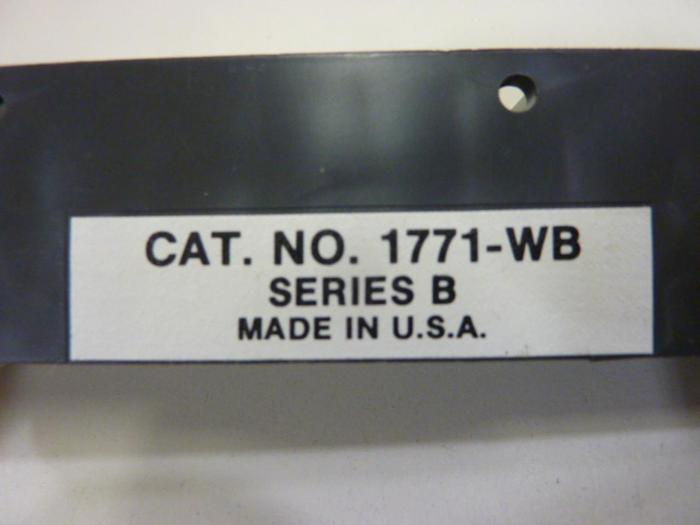 CAT. NO. 1771-WB
SERIES B
MADE IN U.S.A.